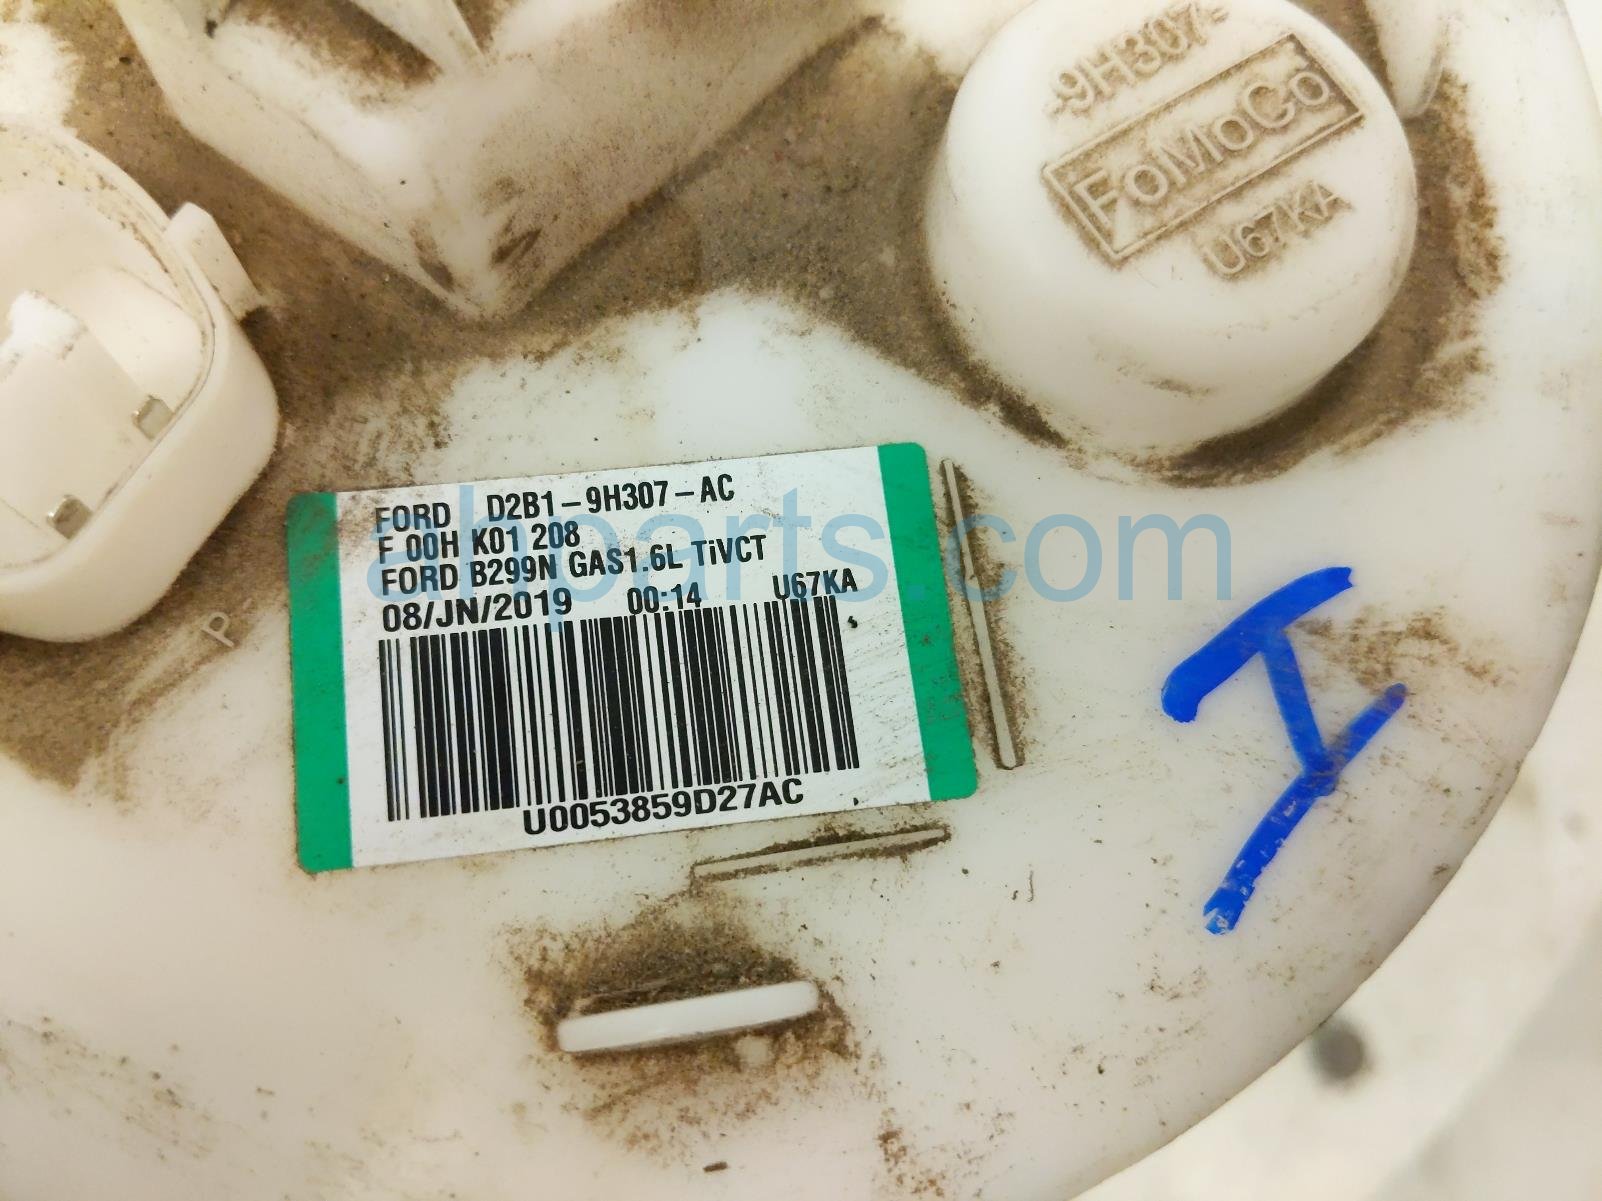 -9H307-
FoMoCo
U67KA
FORD D2B1-9H307-AC
F 00H K01 208
FORD B299N GAS1.6L TiVCT
08/JN/2019 00:14 U67KA
U0053859D27AC
P
ahparts.com